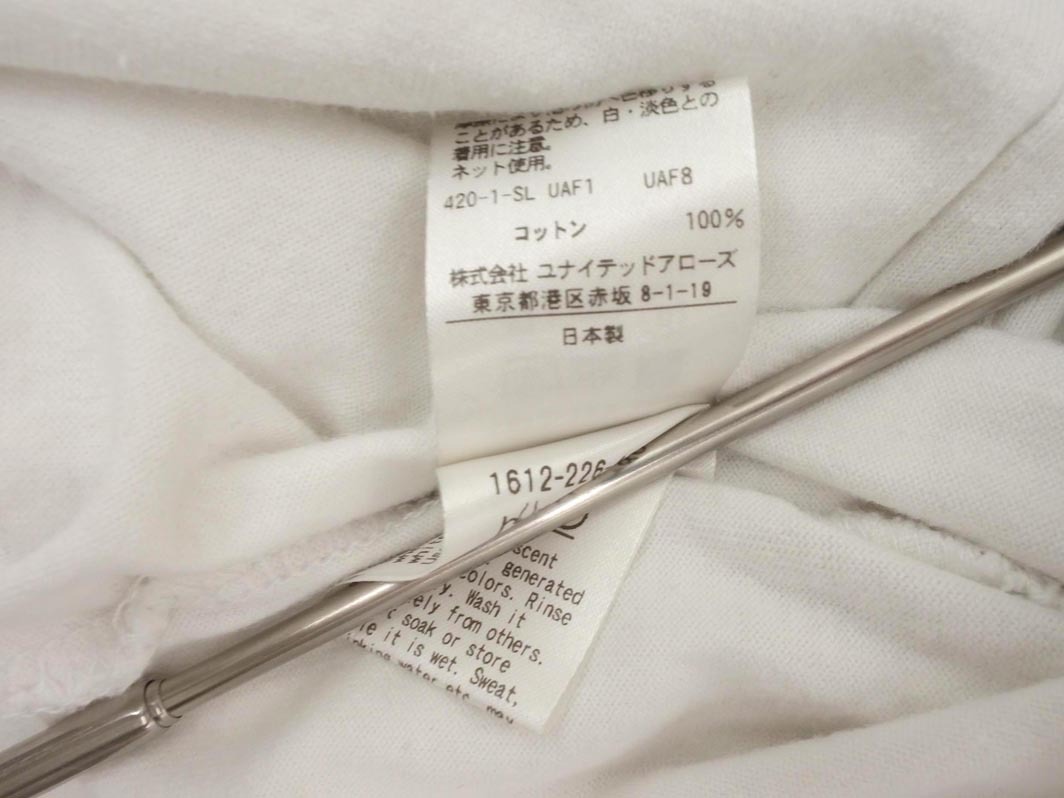 ことがあるため、白・淡色との
着用に注意。
ネット使用。
420-1-SL UAF1 UAF8
コットン 100%
株式会社 ユナイテッドアローズ
東京都港区赤坂 8-1-19
日本製
1612-226
generated
colors. Rinse
Wash it
from others.
soak or store
it is wet. Sweat,
water etc. may